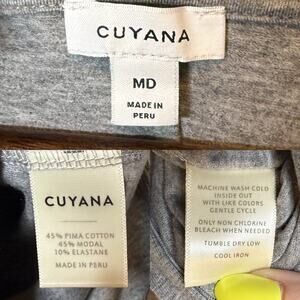 CUYANA
MD
MADE IN
PERU
CUYANA
45% PIMA COTTON
45% MODAL
10% ELASTANE
MADE IN PERU
MACHINE WASH COLD
INSIDE OUT
WITH LIKE COLORS
GENTLE CYCLE
ONLY NON CHLORINE
BLEACH WHEN NEEDED
TUMBLE DRY LOW
COOL IRON